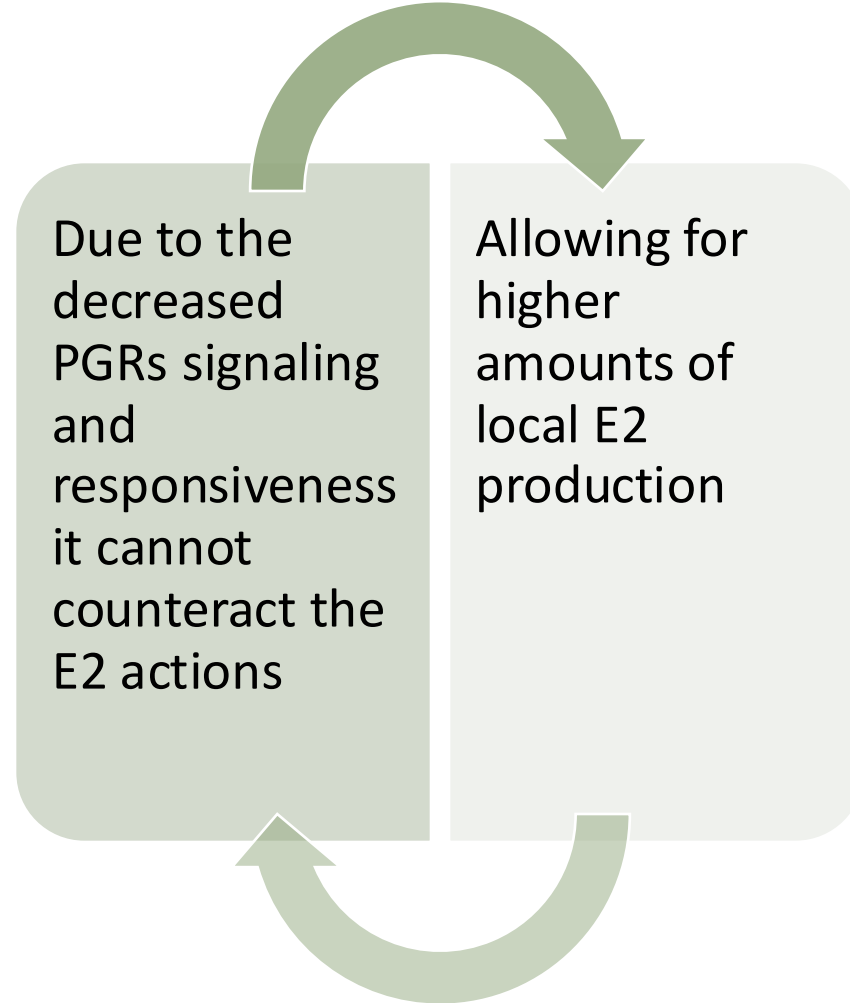 Due to the
decreased
PGRs signaling
and
responsiveness
it cannot
counteract the
E2 actions
Allowing for
higher
amounts of
local E2
production